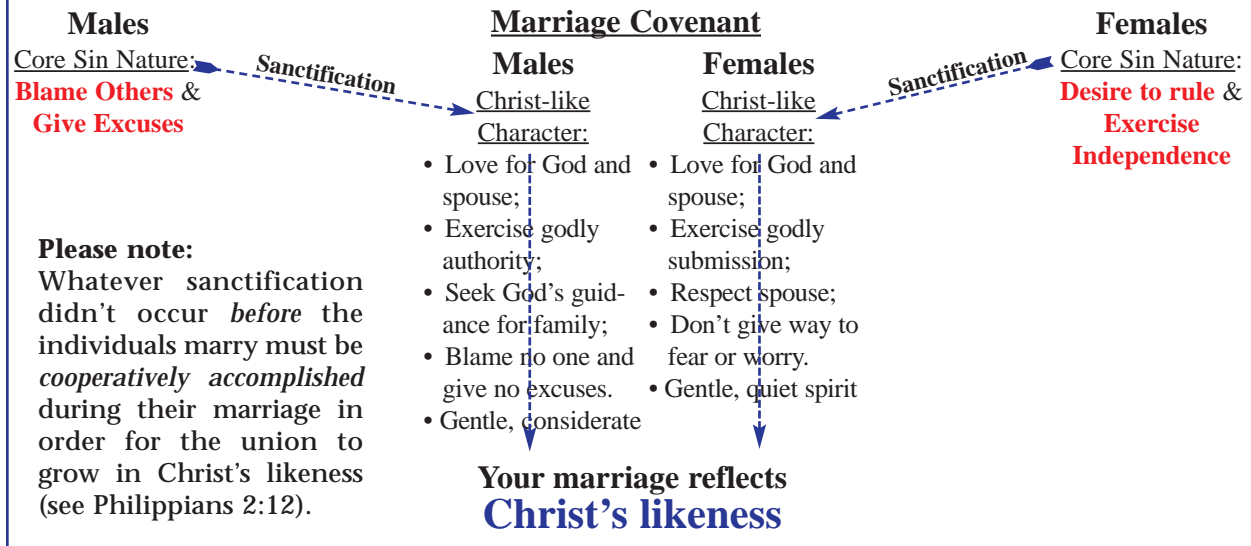 Males
Core Sin Nature:
Blame Others &
Give Excuses
Sanctification
Marriage Covenant
Males
Christ-like
Character:
• Love for God and
spouse;
• Exercise godly
authority;
• Seek God's guid-
ance for family;
• Blame no one and
give no excuses.
• Gentle, considerate
Females
Christ-like
Character:
• Love for God and
spouse;
• Exercise godly
submission;
• Respect spouse;
• Don't give way to
fear or worry.
• Gentle, quiet spirit
Sanctification
Females
Core Sin Nature:
Desire to rule &
Exercise
Independence
Please note:
Whatever sanctification
didn't occur before the
individuals marry must be
cooperatively accomplished
during their marriage in
order for the union to
grow in Christ's likeness
(see Philippians 2:12).
Your marriage reflects
Christ's likeness